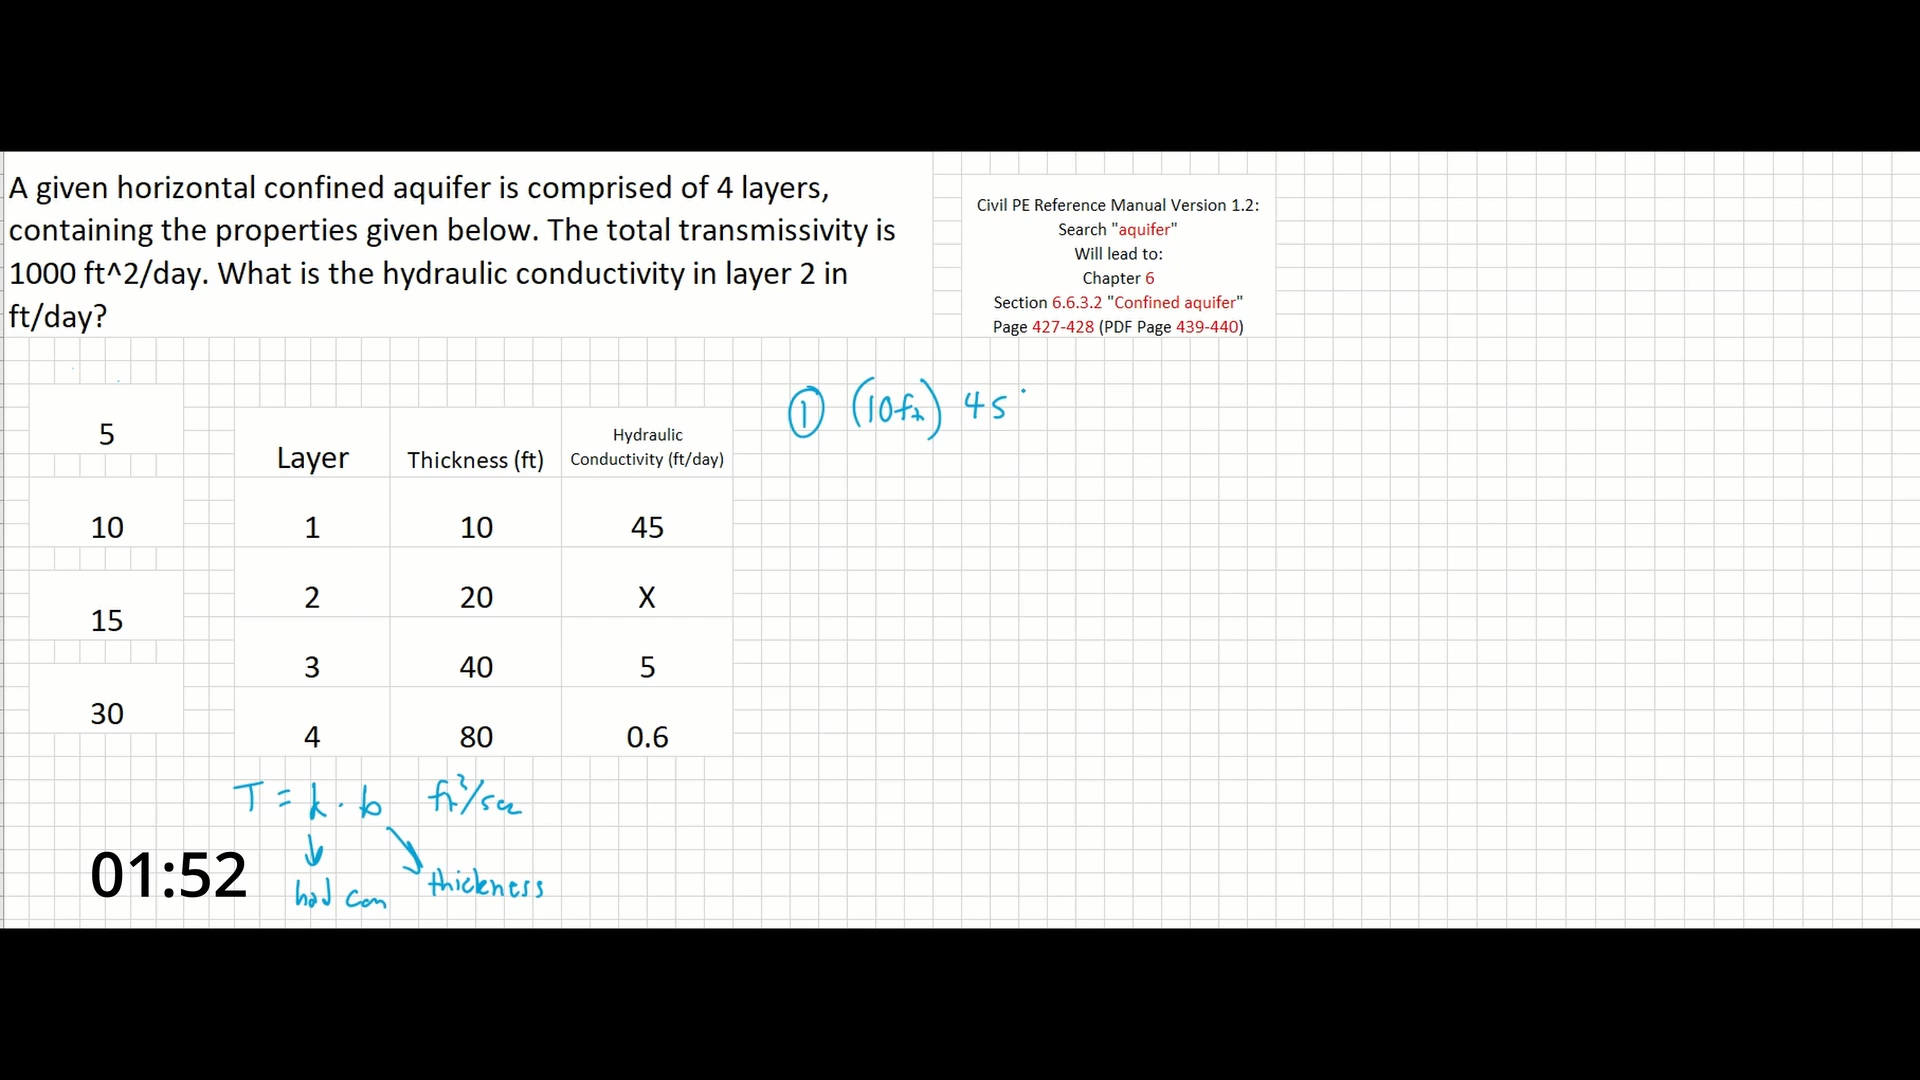 A given horizontal confined aquifer is comprised of 4 layers,
containing the properties given below. The total transmissivity is
1000 ft^2/day. What is the hydraulic conductivity in layer 2 in
ft/day?
Civil PE Reference Manual Version 1.2:
Search "aquifer"
Will lead to:
Chapter 6
Section 6.6.3.2 "Confined aquifer"
Page 427-428 (PDF Page 439-440)
5
10
15
30
Layer Thickness (ft) Hydraulic Conductivity (ft/day)
1 10 45
2 20 X
3 40 5
4 80 0.6
① (10ft) 45
T = k · b
thickness
01:52